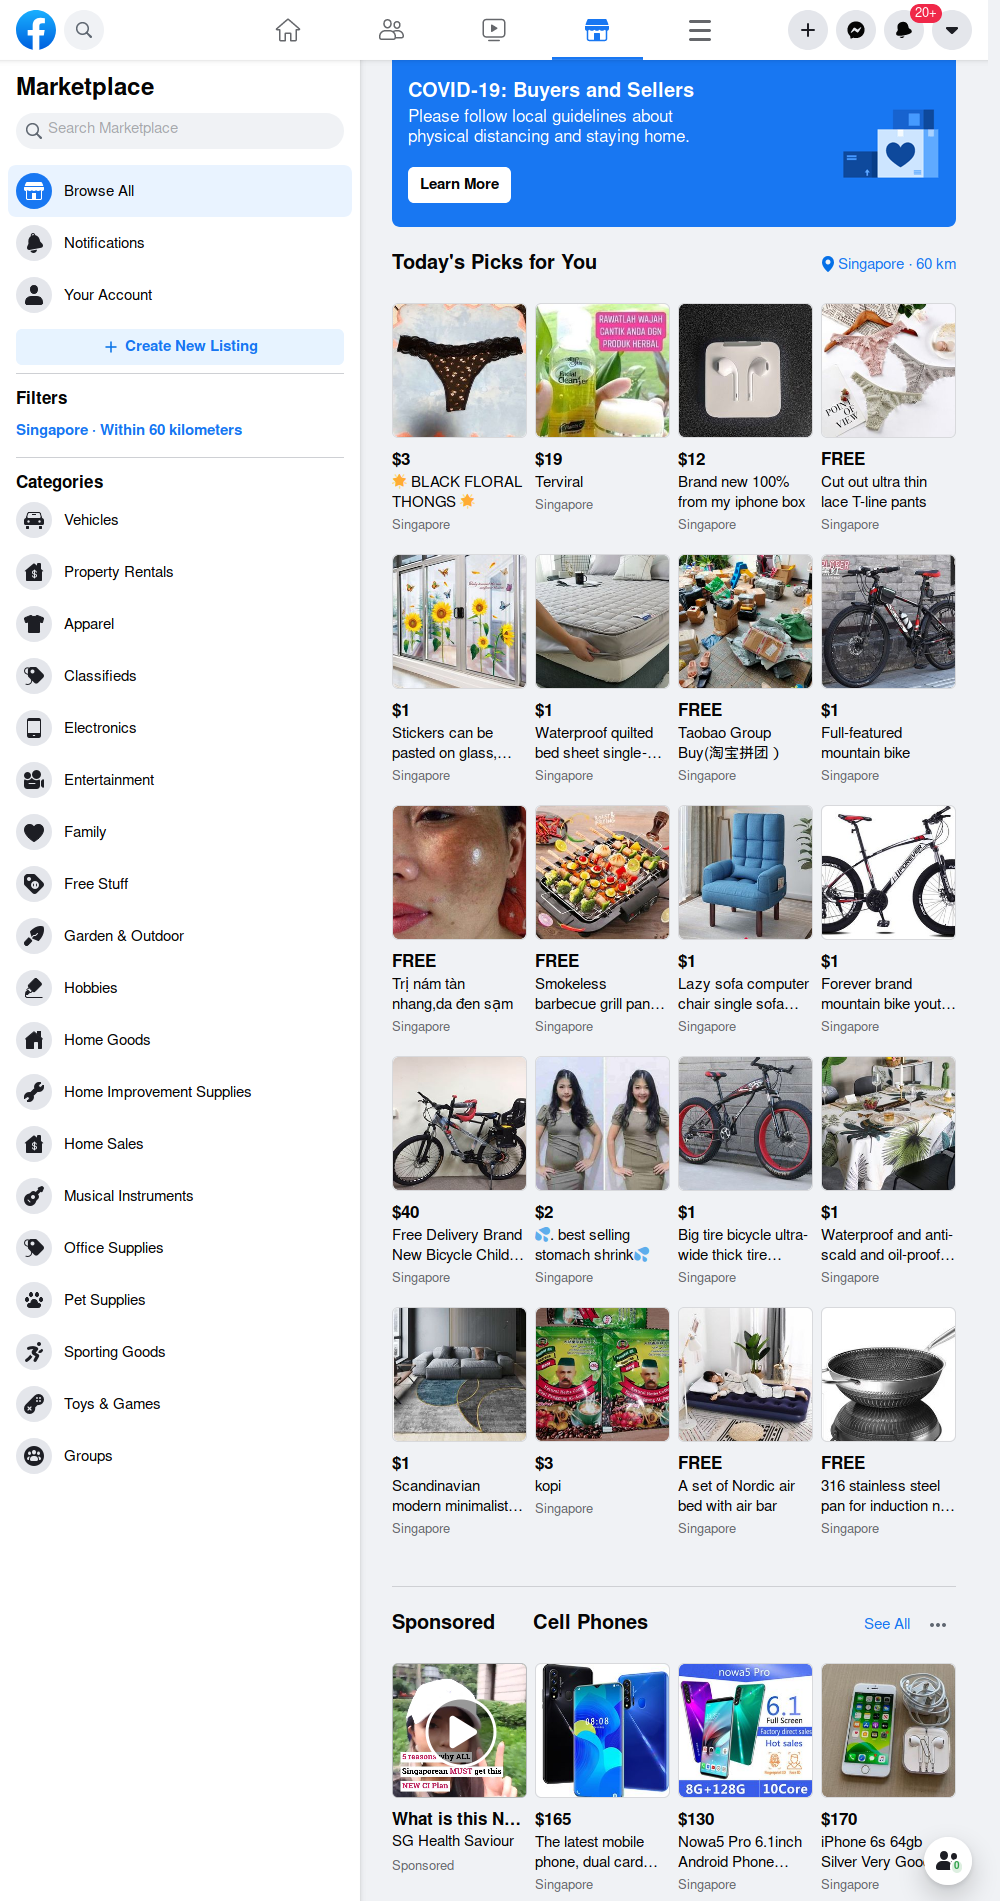 20+
Marketplace
Search Marketplace
Browse All
Notifications
Your Account
Create New Listing
Filters
Singapore · Within 60 kilometers
Categories
Vehicles
Property Rentals
Apparel
Classifieds
Electronics
Entertainment
Family
Free Stuff
Garden & Outdoor
Hobbies
Home Goods
Home Improvement Supplies
Home Sales
Musical Instruments
Office Supplies
Pet Supplies
Sporting Goods
Toys & Games
Groups
COVID-19: Buyers and Sellers
Please follow local guidelines about
physical distancing and staying home.
Learn More
Today's Picks for You
Singapore · 60 km
$3
BLACK FLORAL
THONGS
Singapore
RAWATLAH WAJAH
CANTIK ANDA DGN
PRODUK HERBAL
Facial
Cleanser
$19
Terviral
Singapore
$12
Brand new 100%
from my iphone box
Singapore
POINT
OF
VIEW
FREE
Cut out ultra thin
lace T-line pants
Singapore
$1
Stickers can be
pasted on glass,…
Singapore
$1
Waterproof quilted
bed sheet single-…
Singapore
FREE
Taobao Group
Buy(淘宝拼团 )
Singapore
$1
Full-featured
mountain bike
Singapore
FREE
Trị nám tàn
nhang,da đen sạm
Singapore
FREE
Smokeless
barbecue grill pan…
Singapore
$1
Lazy sofa computer
chair single sofa…
Singapore
$1
Forever brand
mountain bike yout…
Singapore
$40
Free Delivery Brand
New Bicycle Child…
Singapore
$2
. best selling
stomach shrink
Singapore
$1
Big tire bicycle ultra-
wide thick tire…
Singapore
$1
Waterproof and anti-
scald and oil-proof…
Singapore
$1
Scandinavian
modern minimalist…
Singapore
$3
kopi
Singapore
FREE
A set of Nordic air
bed with air bar
Singapore
FREE
316 stainless steel
pan for induction n…
Singapore
Sponsored
5 reasons why ALL
Singaporean MUST get this
NEW CI Plan
What is this N…
SG Health Saviour
Sponsored
Cell Phones
See All
08:08
$165
The latest mobile
phone, dual card…
Singapore
nowa5 Pro
6.1
Full Screen
Factory direct sales
Hot sales
8G+128G
10Core
$130
Nowa5 Pro 6.1inch
Android Phone…
Singapore
$170
iPhone 6s 64gb
Silver Very Goo
Singapore
0